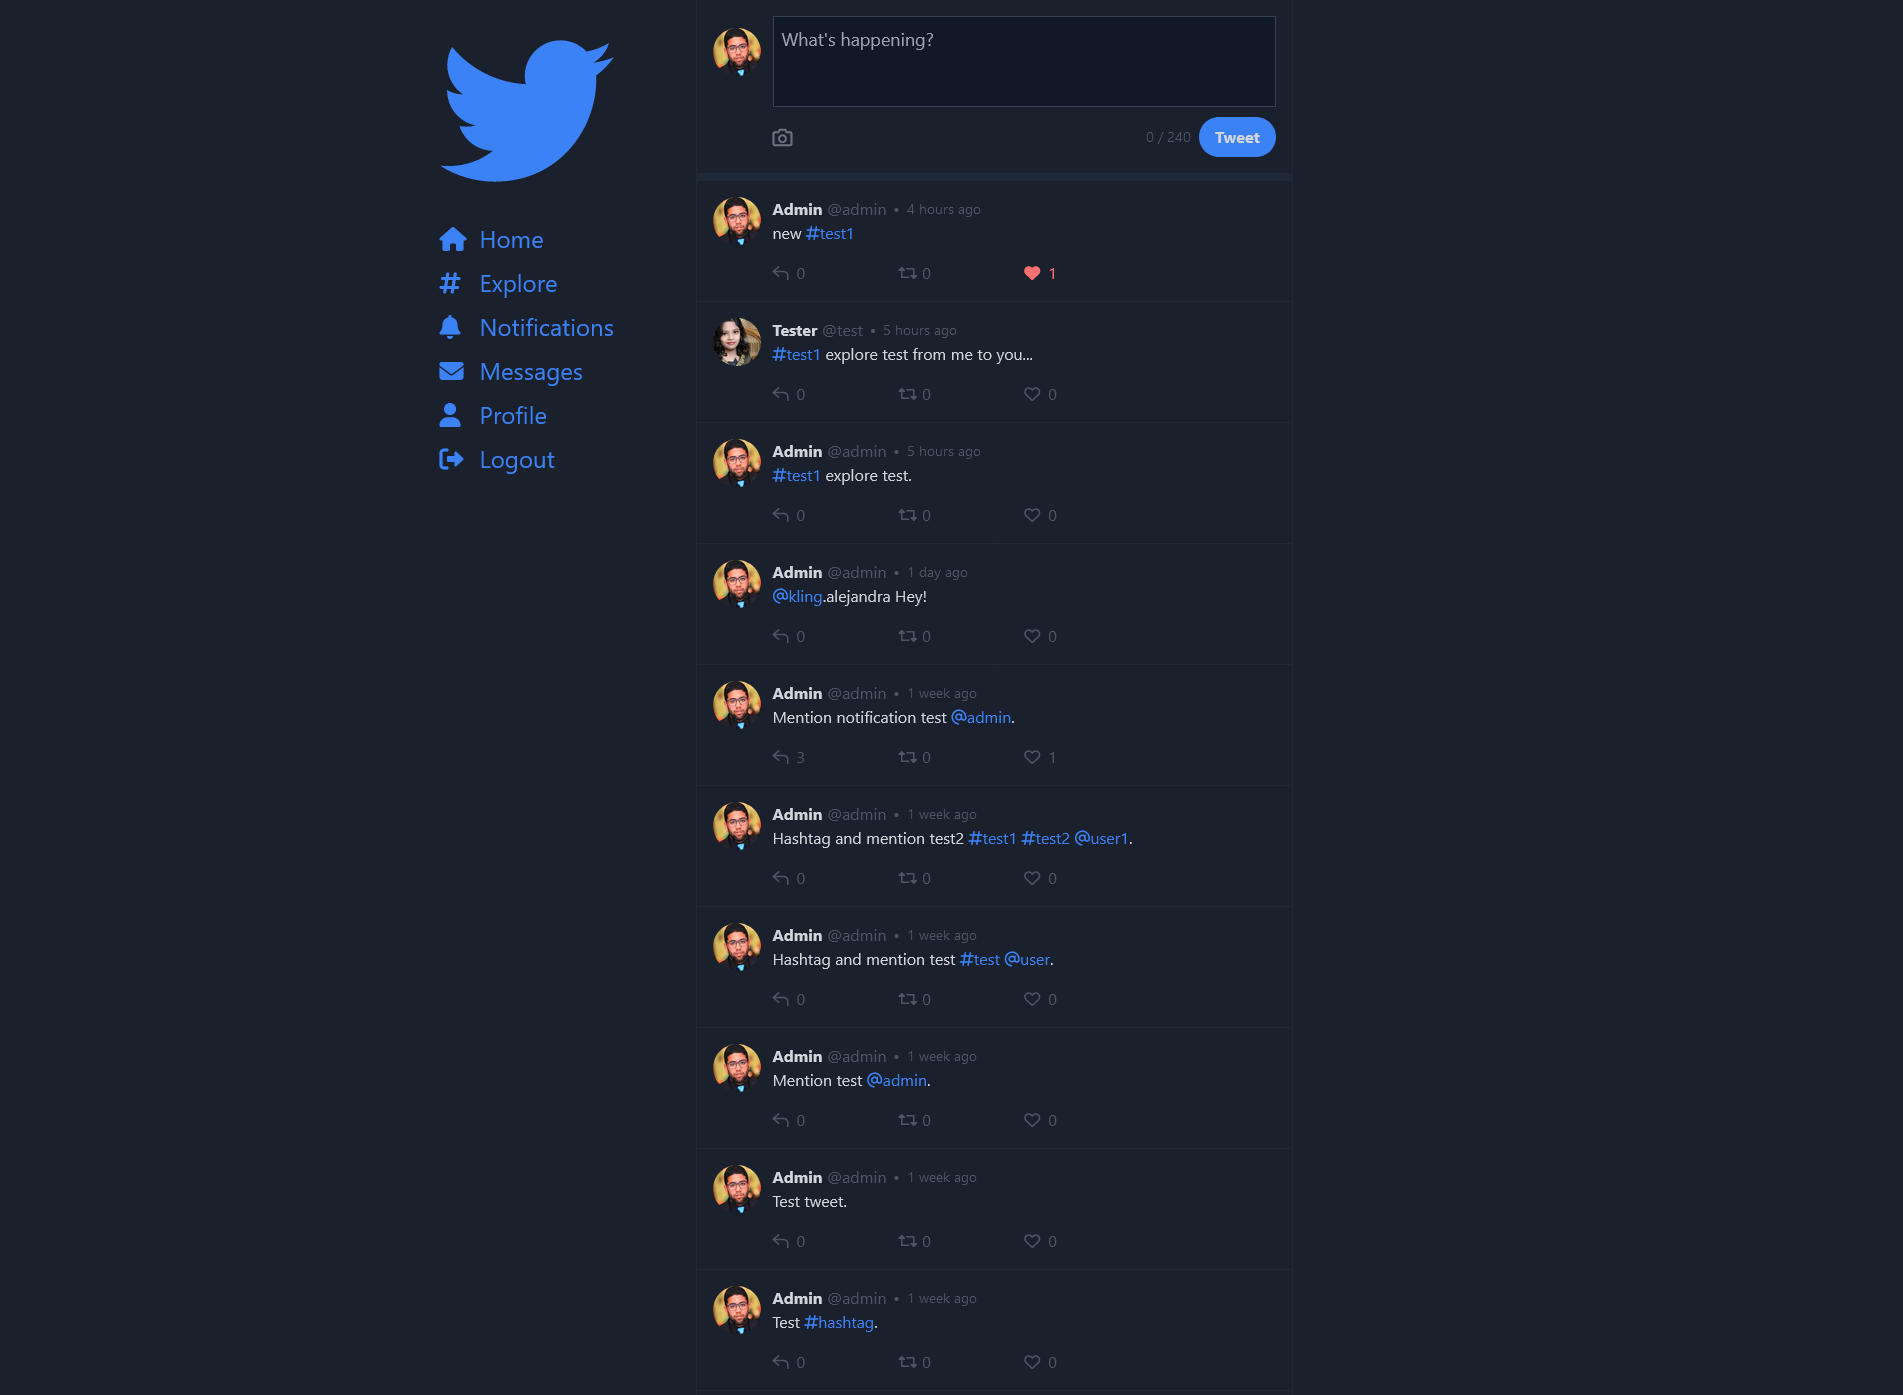 What's happening?
0 / 240 Tweet
Home
Explore
Notifications
Messages
Profile
Logout
Admin @admin • 4 hours ago
new #test1
0 0 1
Tester @test • 5 hours ago
#test1 explore test from me to you...
0 0 0
Admin @admin • 5 hours ago
#test1 explore test.
0 0 0
Admin @admin • 1 day ago
@kling.alejandra Hey!
0 0 0
Admin @admin • 1 week ago
Mention notification test @admin.
3 0 1
Admin @admin • 1 week ago
Hashtag and mention test2 #test1 #test2 @user1.
0 0 0
Admin @admin • 1 week ago
Hashtag and mention test #test @user.
0 0 0
Admin @admin • 1 week ago
Mention test @admin.
0 0 0
Admin @admin • 1 week ago
Test tweet.
0 0 0
Admin @admin • 1 week ago
Test #hashtag.
0 0 0